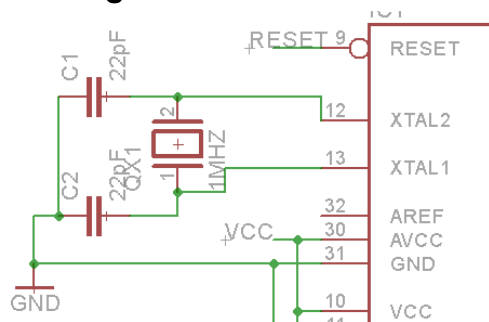 IC1
RESET 9 RESET
C1 22pF
2
12 XTAL2
QX1 1MHZ
13 XTAL1
1
C2 22pF
32 AREF
VCC 30 AVCC
31 GND
GND
10 VCC
11